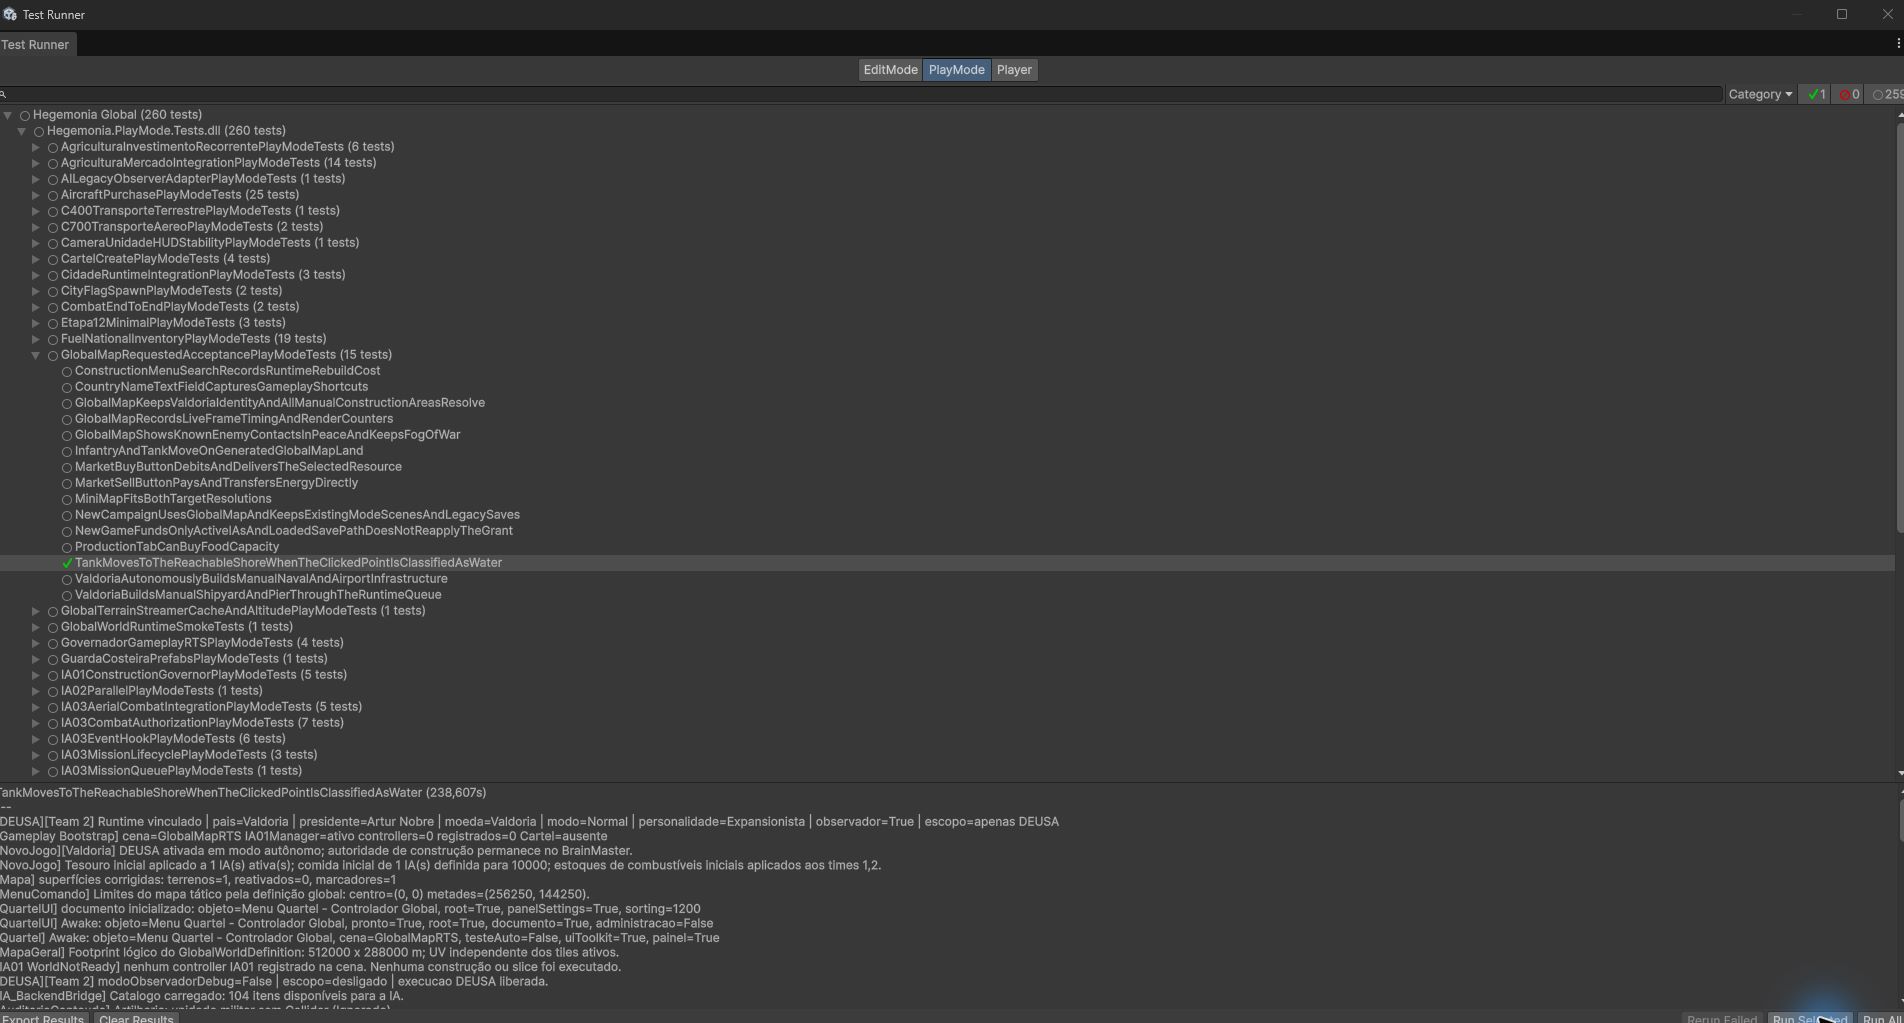 Test Runner
Test Runner
EditMode PlayMode Player
Category 1 0 259
Hegemonia Global (260 tests)
Hegemonia.PlayMode.Tests.dll (260 tests)
AgriculturaInvestimentoRecorrentePlayModeTests (6 tests)
AgriculturaMercadoIntegrationPlayModeTests (14 tests)
AILegacyObserverAdapterPlayModeTests (1 tests)
AircraftPurchasePlayModeTests (25 tests)
C400TransporteTerrestrePlayModeTests (1 tests)
C700TransporteAereoPlayModeTests (2 tests)
CameraUnidadeHUDStabilityPlayModeTests (1 tests)
CartelCreatePlayModeTests (4 tests)
CidadeRuntimeIntegrationPlayModeTests (3 tests)
CityFlagSpawnPlayModeTests (2 tests)
CombatEndToEndPlayModeTests (2 tests)
Etapa12MinimalPlayModeTests (3 tests)
FuelNationalInventoryPlayModeTests (19 tests)
GlobalMapRequestedAcceptancePlayModeTests (15 tests)
ConstructionMenuSearchRecordsRuntimeRebuildCost
CountryNameTextFieldCapturesGameplayShortcuts
GlobalMapKeepsValdoriaIdentityAndAllManualConstructionAreasResolve
GlobalMapRecordsLiveFrameTimingAndRenderCounters
GlobalMapShowsKnownEnemyContactsInPeaceAndKeepsFogOfWar
InfantryAndTankMoveOnGeneratedGlobalMapLand
MarketBuyButtonDebitsAndDeliversTheSelectedResource
MarketSellButtonPaysAndTransfersEnergyDirectly
MiniMapFitsBothTargetResolutions
NewCampaignUsesGlobalMapAndKeepsExistingModeScenesAndLegacySaves
NewGameFundsOnlyActiveIAsAndLoadedSavePathDoesNotReapplyTheGrant
ProductionTabCanBuyFoodCapacity
TankMovesToTheReachableShoreWhenTheClickedPointIsClassifiedAsWater
ValdoriaAutonomouslyBuildsManualNavalAndAirportInfrastructure
ValdoriaBuildsManualShipyardAndPierThroughTheRuntimeQueue
GlobalTerrainStreamerCacheAndAltitudePlayModeTests (1 tests)
GlobalWorldRuntimeSmokeTests (1 tests)
GovernadorGameplayRTSPlayModeTests (4 tests)
GuardaCosteiraPrefabsPlayModeTests (1 tests)
IA01ConstructionGovernorPlayModeTests (5 tests)
IA02ParallelPlayModeTests (1 tests)
IA03AerialCombatIntegrationPlayModeTests (5 tests)
IA03CombatAuthorizationPlayModeTests (7 tests)
IA03EventHookPlayModeTests (6 tests)
IA03MissionLifecyclePlayModeTests (3 tests)
IA03MissionQueuePlayModeTests (1 tests)
TankMovesToTheReachableShoreWhenTheClickedPointIsClassifiedAsWater (238,607s)
--
DEUSA][Team 2] Runtime vinculado | pais=Valdoria | presidente=Artur Nobre | moeda=Valdoria | modo=Normal | personalidade=Expansionista | observador=True | escopo=apenas DEUSA
Gameplay Bootstrap] cena=GlobalMapRTS IA01Manager=ativo controllers=0 registrados=0 Cartel=ausente
NovoJogo][Valdoria] DEUSA ativada em modo autônomo; autoridade de construção permanece no BrainMaster.
NovoJogo] Tesouro inicial aplicado a 1 IA(s) ativa(s); comida inicial de 1 IA(s) definida para 10000; estoques de combustíveis iniciais aplicados aos times 1,2.
Mapa] superfícies corrigidas: terrenos=1, reativados=0, marcadores=1
MenuComando] Limites do mapa tático pela definição global: centro=(0, 0) metades=(256250, 144250).
QuartelUI] documento inicializado: objeto=Menu Quartel - Controlador Global, root=True, panelSettings=True, sorting=1200
QuartelUI] Awake: objeto=Menu Quartel - Controlador Global, pronto=True, root=True, documento=True, administracao=False
Quartel] Awake: objeto=Menu Quartel - Controlador Global, cena=GlobalMapRTS, testeAuto=False, uiToolkit=True, painel=True
MapaGeral] Footprint lógico do GlobalWorldDefinition: 512000 x 288000 m; UV independente dos tiles ativos.
IA01 WorldNotReady] nenhum controller IA01 registrado na cena. Nenhuma construção ou slice foi executado.
DEUSA][Team 2] modoObservadorDebug=False | escopo=desligado | execucao DEUSA liberada.
IA_BackendBridge] Catalogo carregado: 104 itens disponíveis para a IA.
Export Results Clear Results Rerun Failed Run Selected Run All